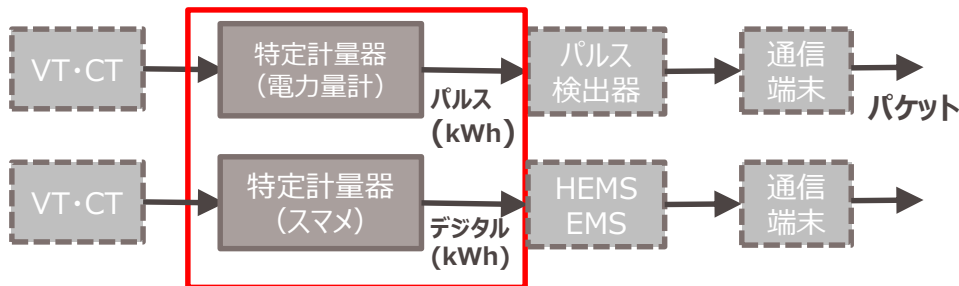 VT・CT
特定計量器
（電力量計）
パルス
(kWh)
パルス
検出器
通信
端末
パケット
VT・CT
特定計量器
（スマメ）
デジタル
(kWh)
HEMS
EMS
通信
端末